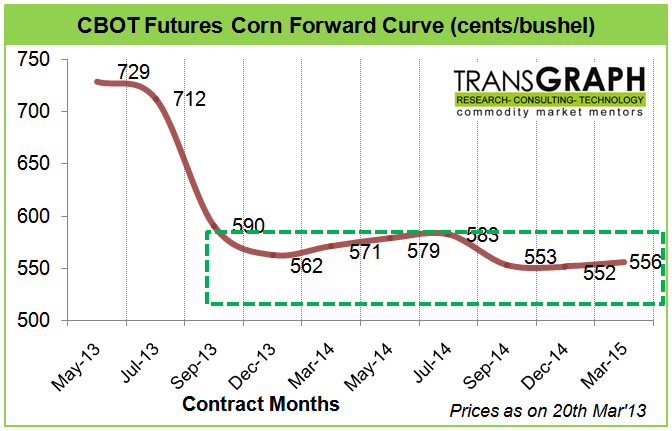 CBOT Futures Corn Forward Curve (cents/bushel)
TRANSGRAPH
RESEARCH- CONSULTING- TECHNOLOGY
commodity market mentors
750
700
650
600
550
500
729
712
590
562
571
579
583
553
552
556
May-13
Jul-13
Sep-13
Dec-13
Mar-14
May-14
Jul-14
Sep-14
Dec-14
Mar-15
Contract Months
Prices as on 20th Mar'13